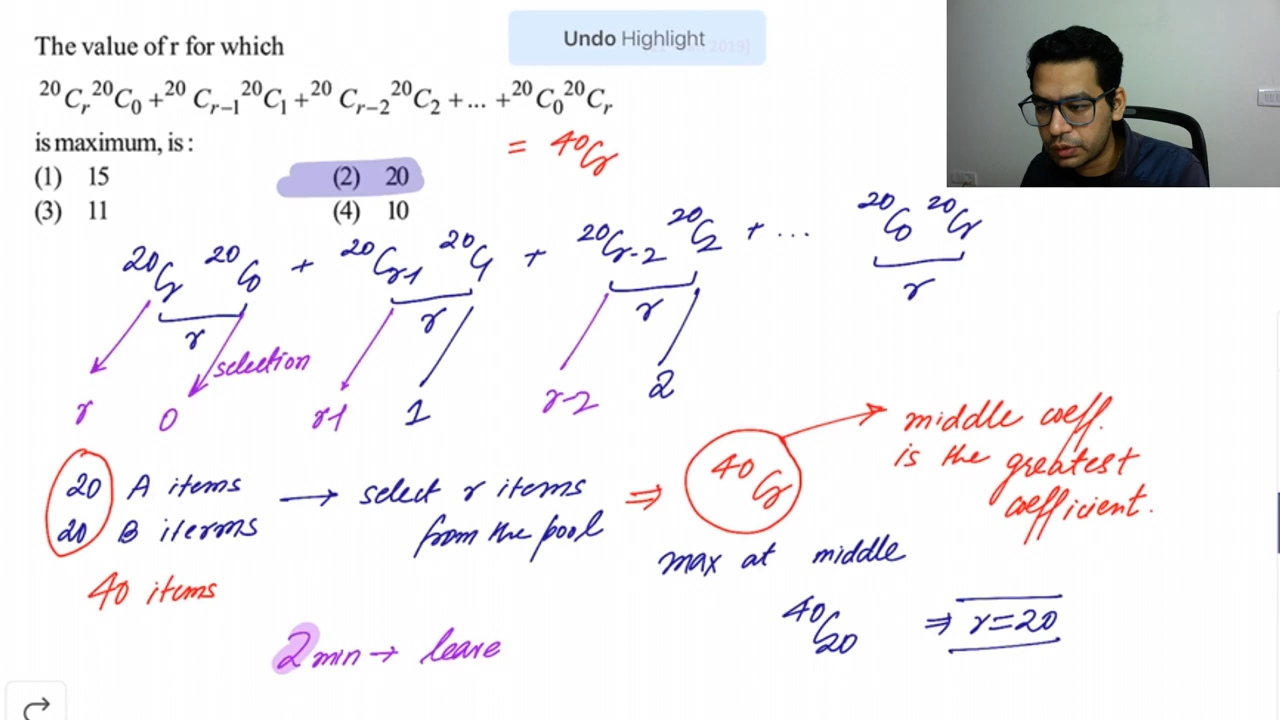 Undo Highlight
2019]
The value of r for which
²⁰Cᵣ ²⁰C₀ + ²⁰Cᵣ₋₁ ²⁰C₁ + ²⁰Cᵣ₋₂ ²⁰C₂ + ... + ²⁰C₀ ²⁰Cᵣ
is maximum, is :
= ⁴⁰Cᵣ
(1) 15 (2) 20
(3) 11 (4) 10
²⁰Cᵣ ²⁰C₀ + ²⁰Cᵣ₋₁ ²⁰C₁ + ²⁰Cᵣ₋₂ ²⁰C₂ + ... ²⁰C₀ ²⁰Cᵣ
r r r r
selection
r 0 r-1 1 r-2 2
20 A items → select r items
20 B items from the pool
⇒ ⁴⁰Cᵣ → middle coeff.
is the greatest
coefficient.
40 items
max at middle
⁴⁰C₂₀ ⇒ r=20
2 min → leave